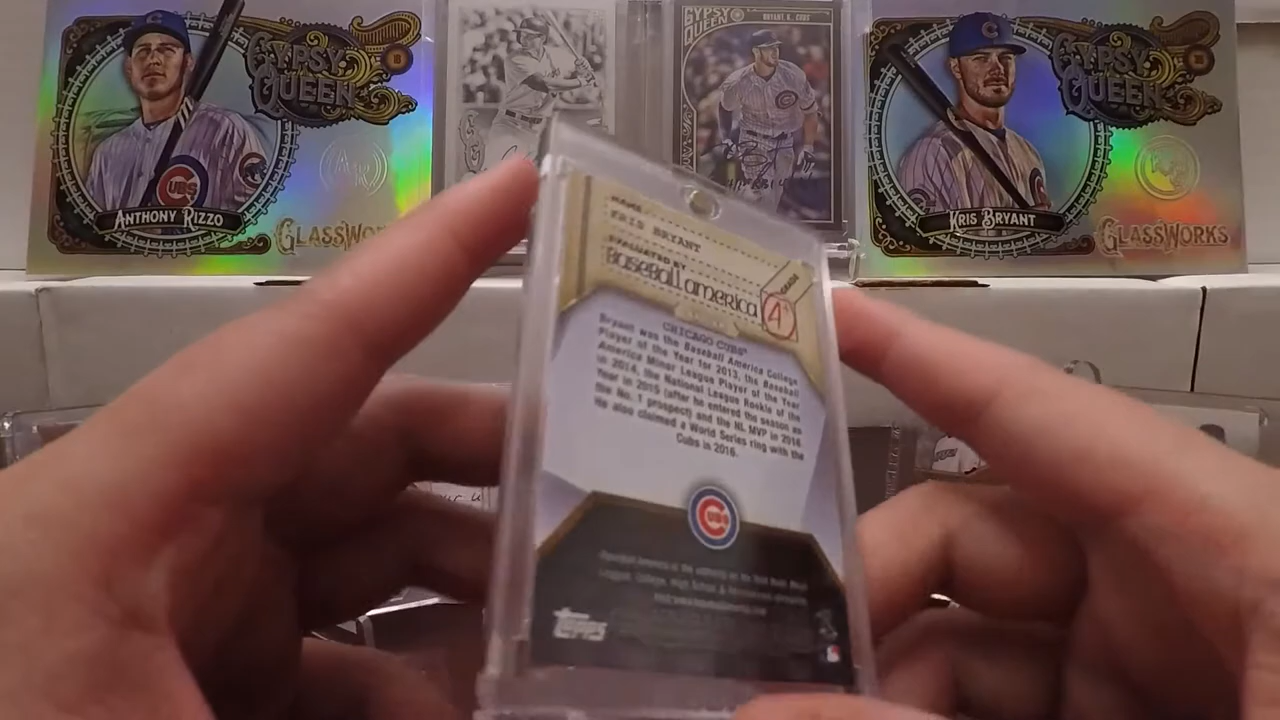 GYPSY
QUEEN
CUBS
ANTHONY RIZZO
GLASSWO
GYPSY
QUEEN
BRYANT K. CUBS
GYPSY
QUEEN
KRIS BRYANT
GLASSWORKS
NAME
KRIS BRYANT
EVALUATED BY
Baseball america
GRADE
A+
CHICAGO CUBS
Bryant was the Baseball America College
Player of the Year for 2013, the Baseball
America Minor League Player of the Year
in 2014, the National League Rookie of the
Year in 2015 (after he entered the season as
the No. 1 prospect) and the NL MVP in 2016.
He also claimed a World Series ring with the
Cubs in 2016.
CUBS
topps